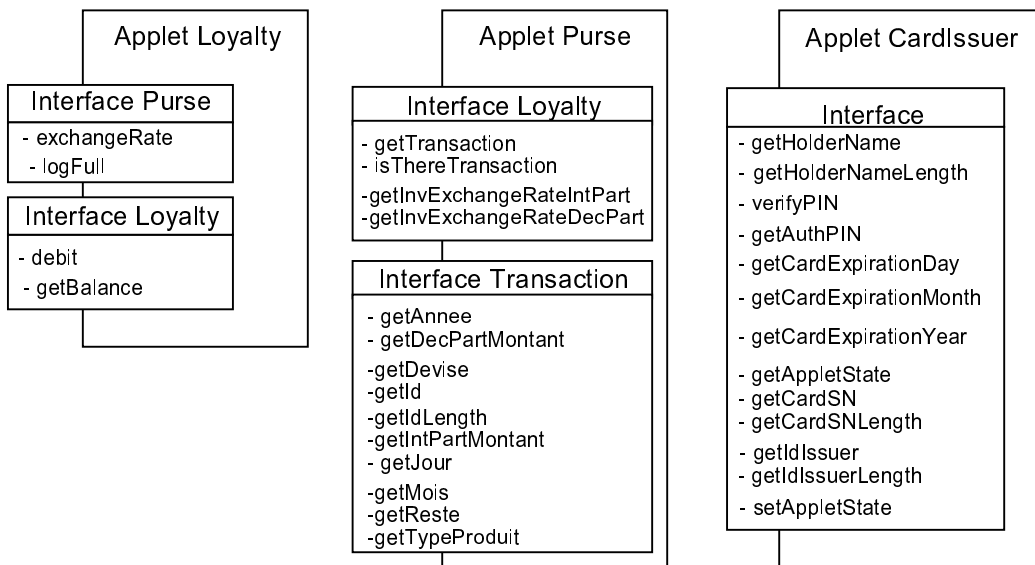 Applet Loyalty
Interface Purse
- exchangeRate
- logFull
Interface Loyalty
- debit
- getBalance
Applet Purse
Interface Loyalty
- getTransaction
- isThereTransaction
-getInvExchangeRateIntPart
-getInvExchangeRateDecPart
Interface Transaction
- getAnnee
- getDecPartMontant
-getDevise
-getId
-getIdLength
-getIntPartMontant
- getJour
-getMois
-getReste
-getTypeProduit
Applet CardIssuer
Interface
- getHolderName
- getHolderNameLength
- verifyPIN
- getAuthPIN
- getCardExpirationDay
- getCardExpirationMonth
- getCardExpirationYear
- getAppletState
- getCardSN
- getCardSNLength
- getIdIssuer
- getIdIssuerLength
- setAppletState